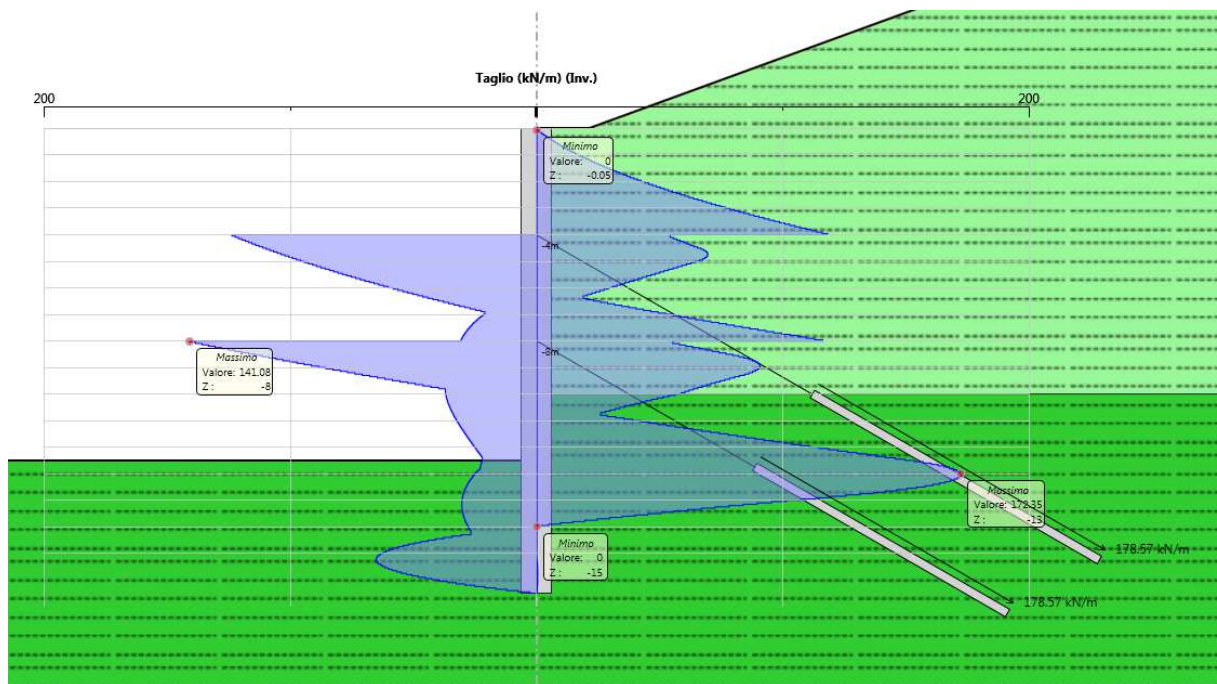 Taglio (kN/m) (Inv.)
200
200
Minimo
Valore: 0
Z : -0.05
-4m
-8m
Massimo
Valore: 141.08
Z : -8
Massimo
Valore: 172.35
Z : -13
Minimo
Valore: 0
Z : -15
178.57 kN/m
178.57 kN/m